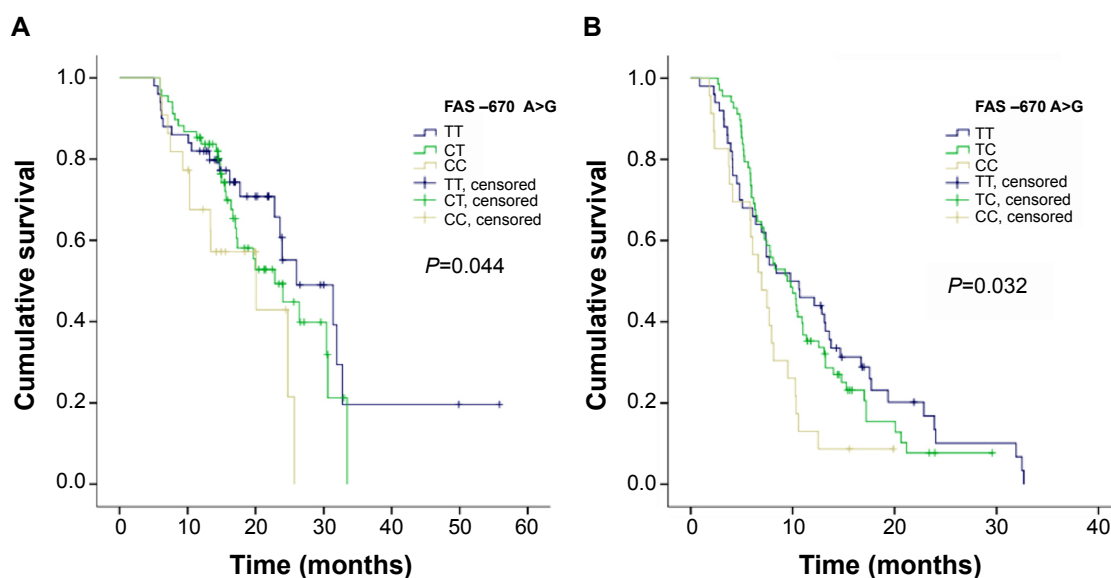 A
FAS –670 A>G
TT
CT
CC
TT, censored
CT, censored
CC, censored
P=0.044
Cumulative survival
1.0
0.8
0.6
0.4
0.2
0.0
0 10 20 30 40 50 60
Time (months)
B
FAS –670 A>G
TT
TC
CC
TT, censored
TC, censored
CC, censored
P=0.032
Cumulative survival
1.0
0.8
0.6
0.4
0.2
0.0
0 10 20 30 40
Time (months)